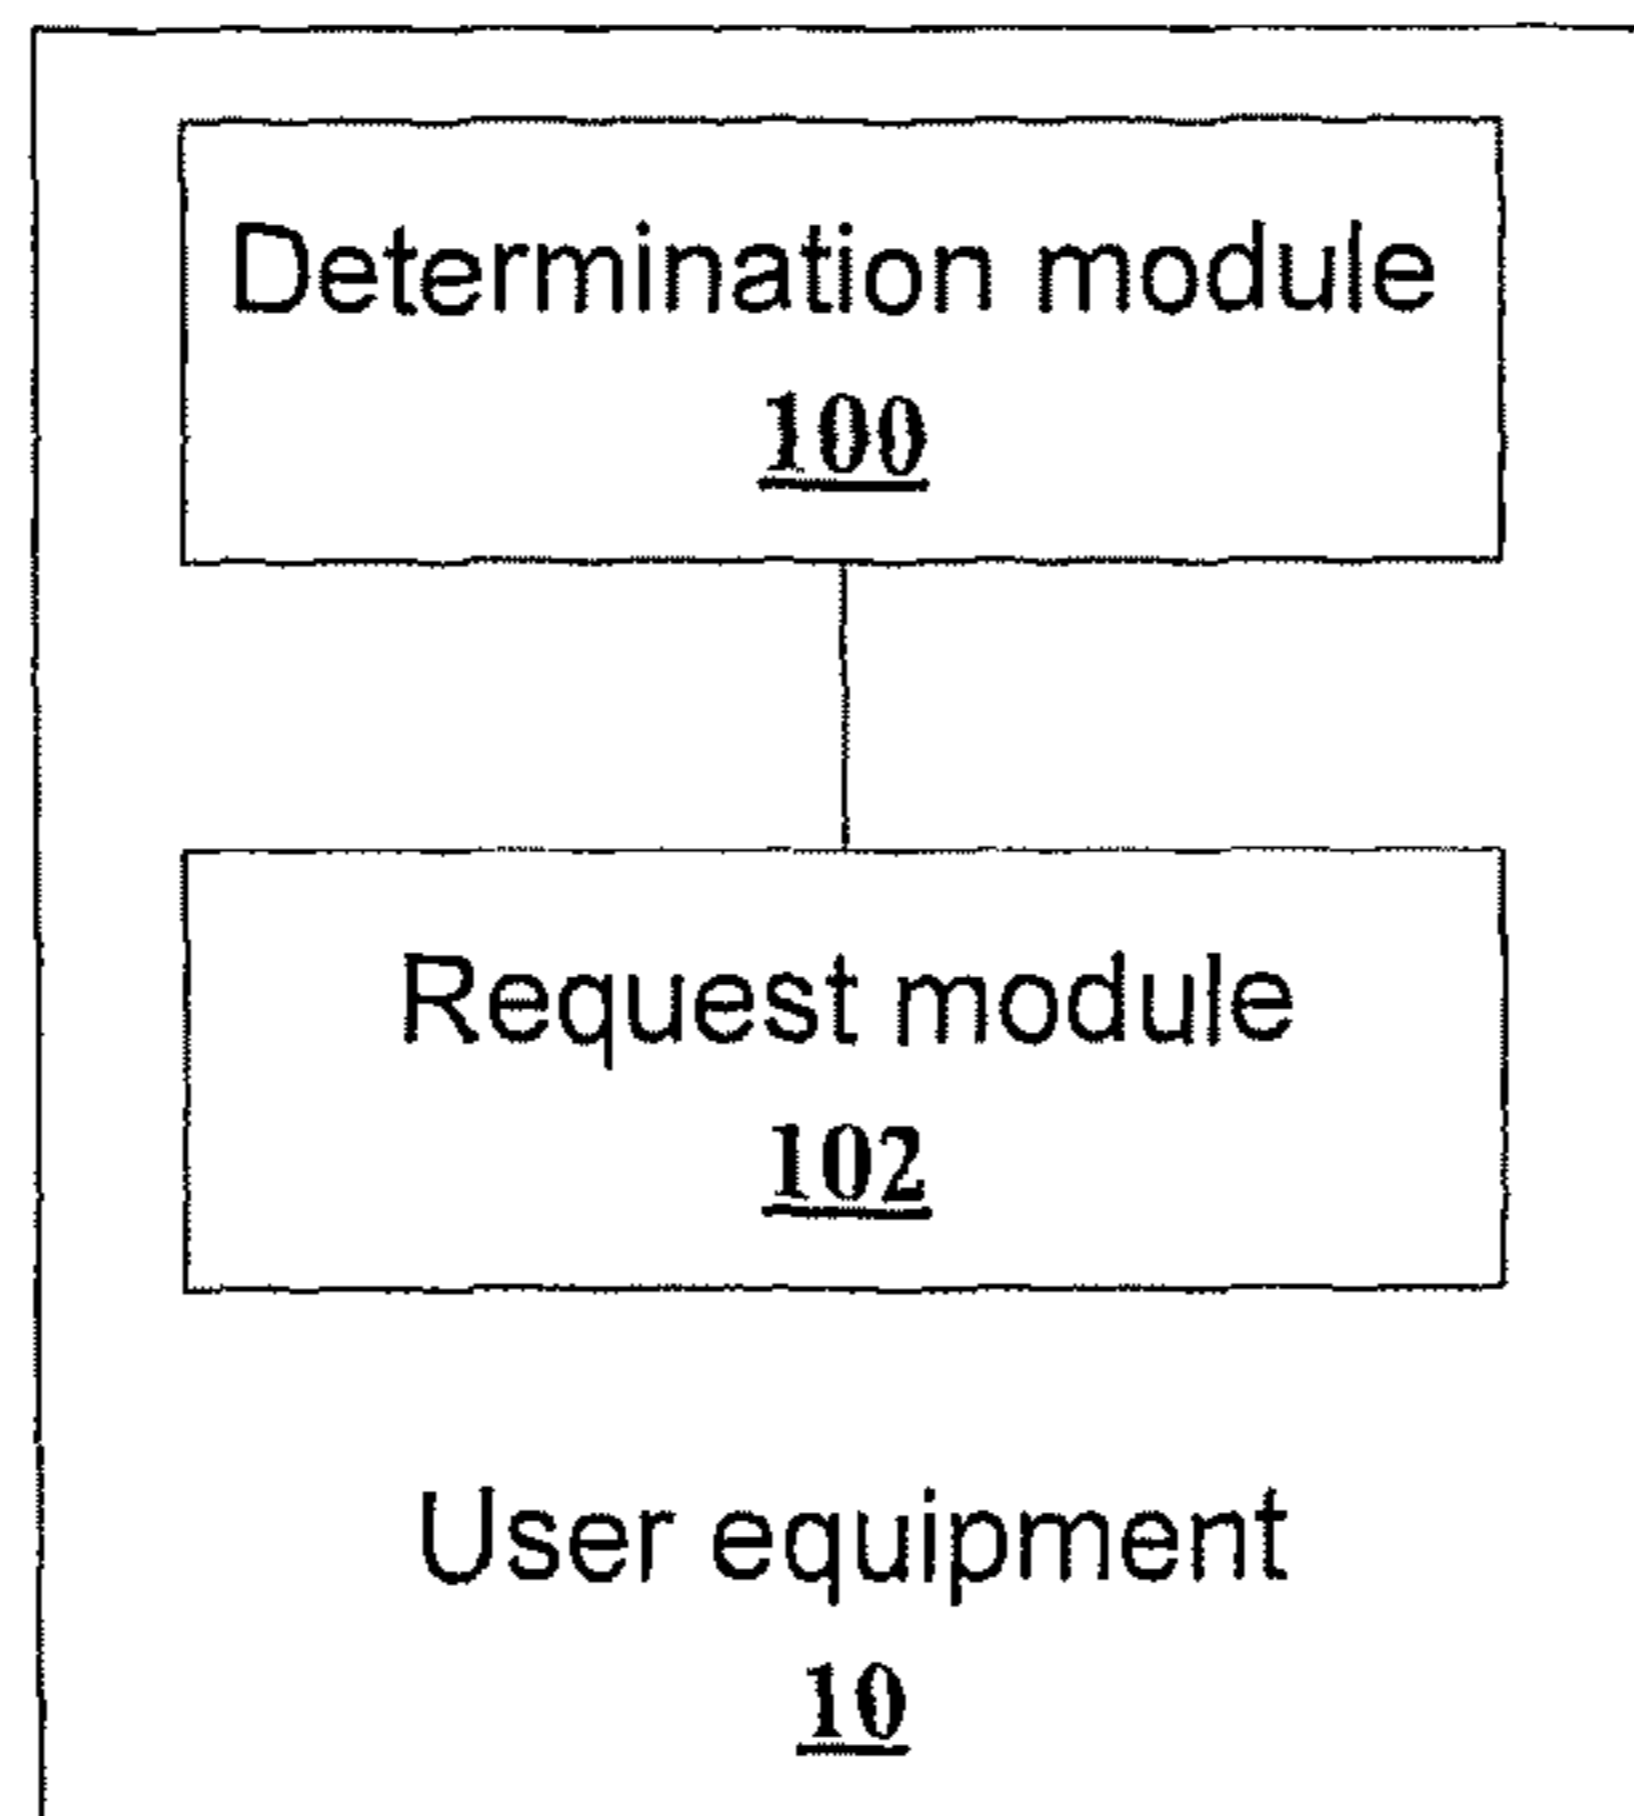 Determination module
100
Request module
102
User equipment
10